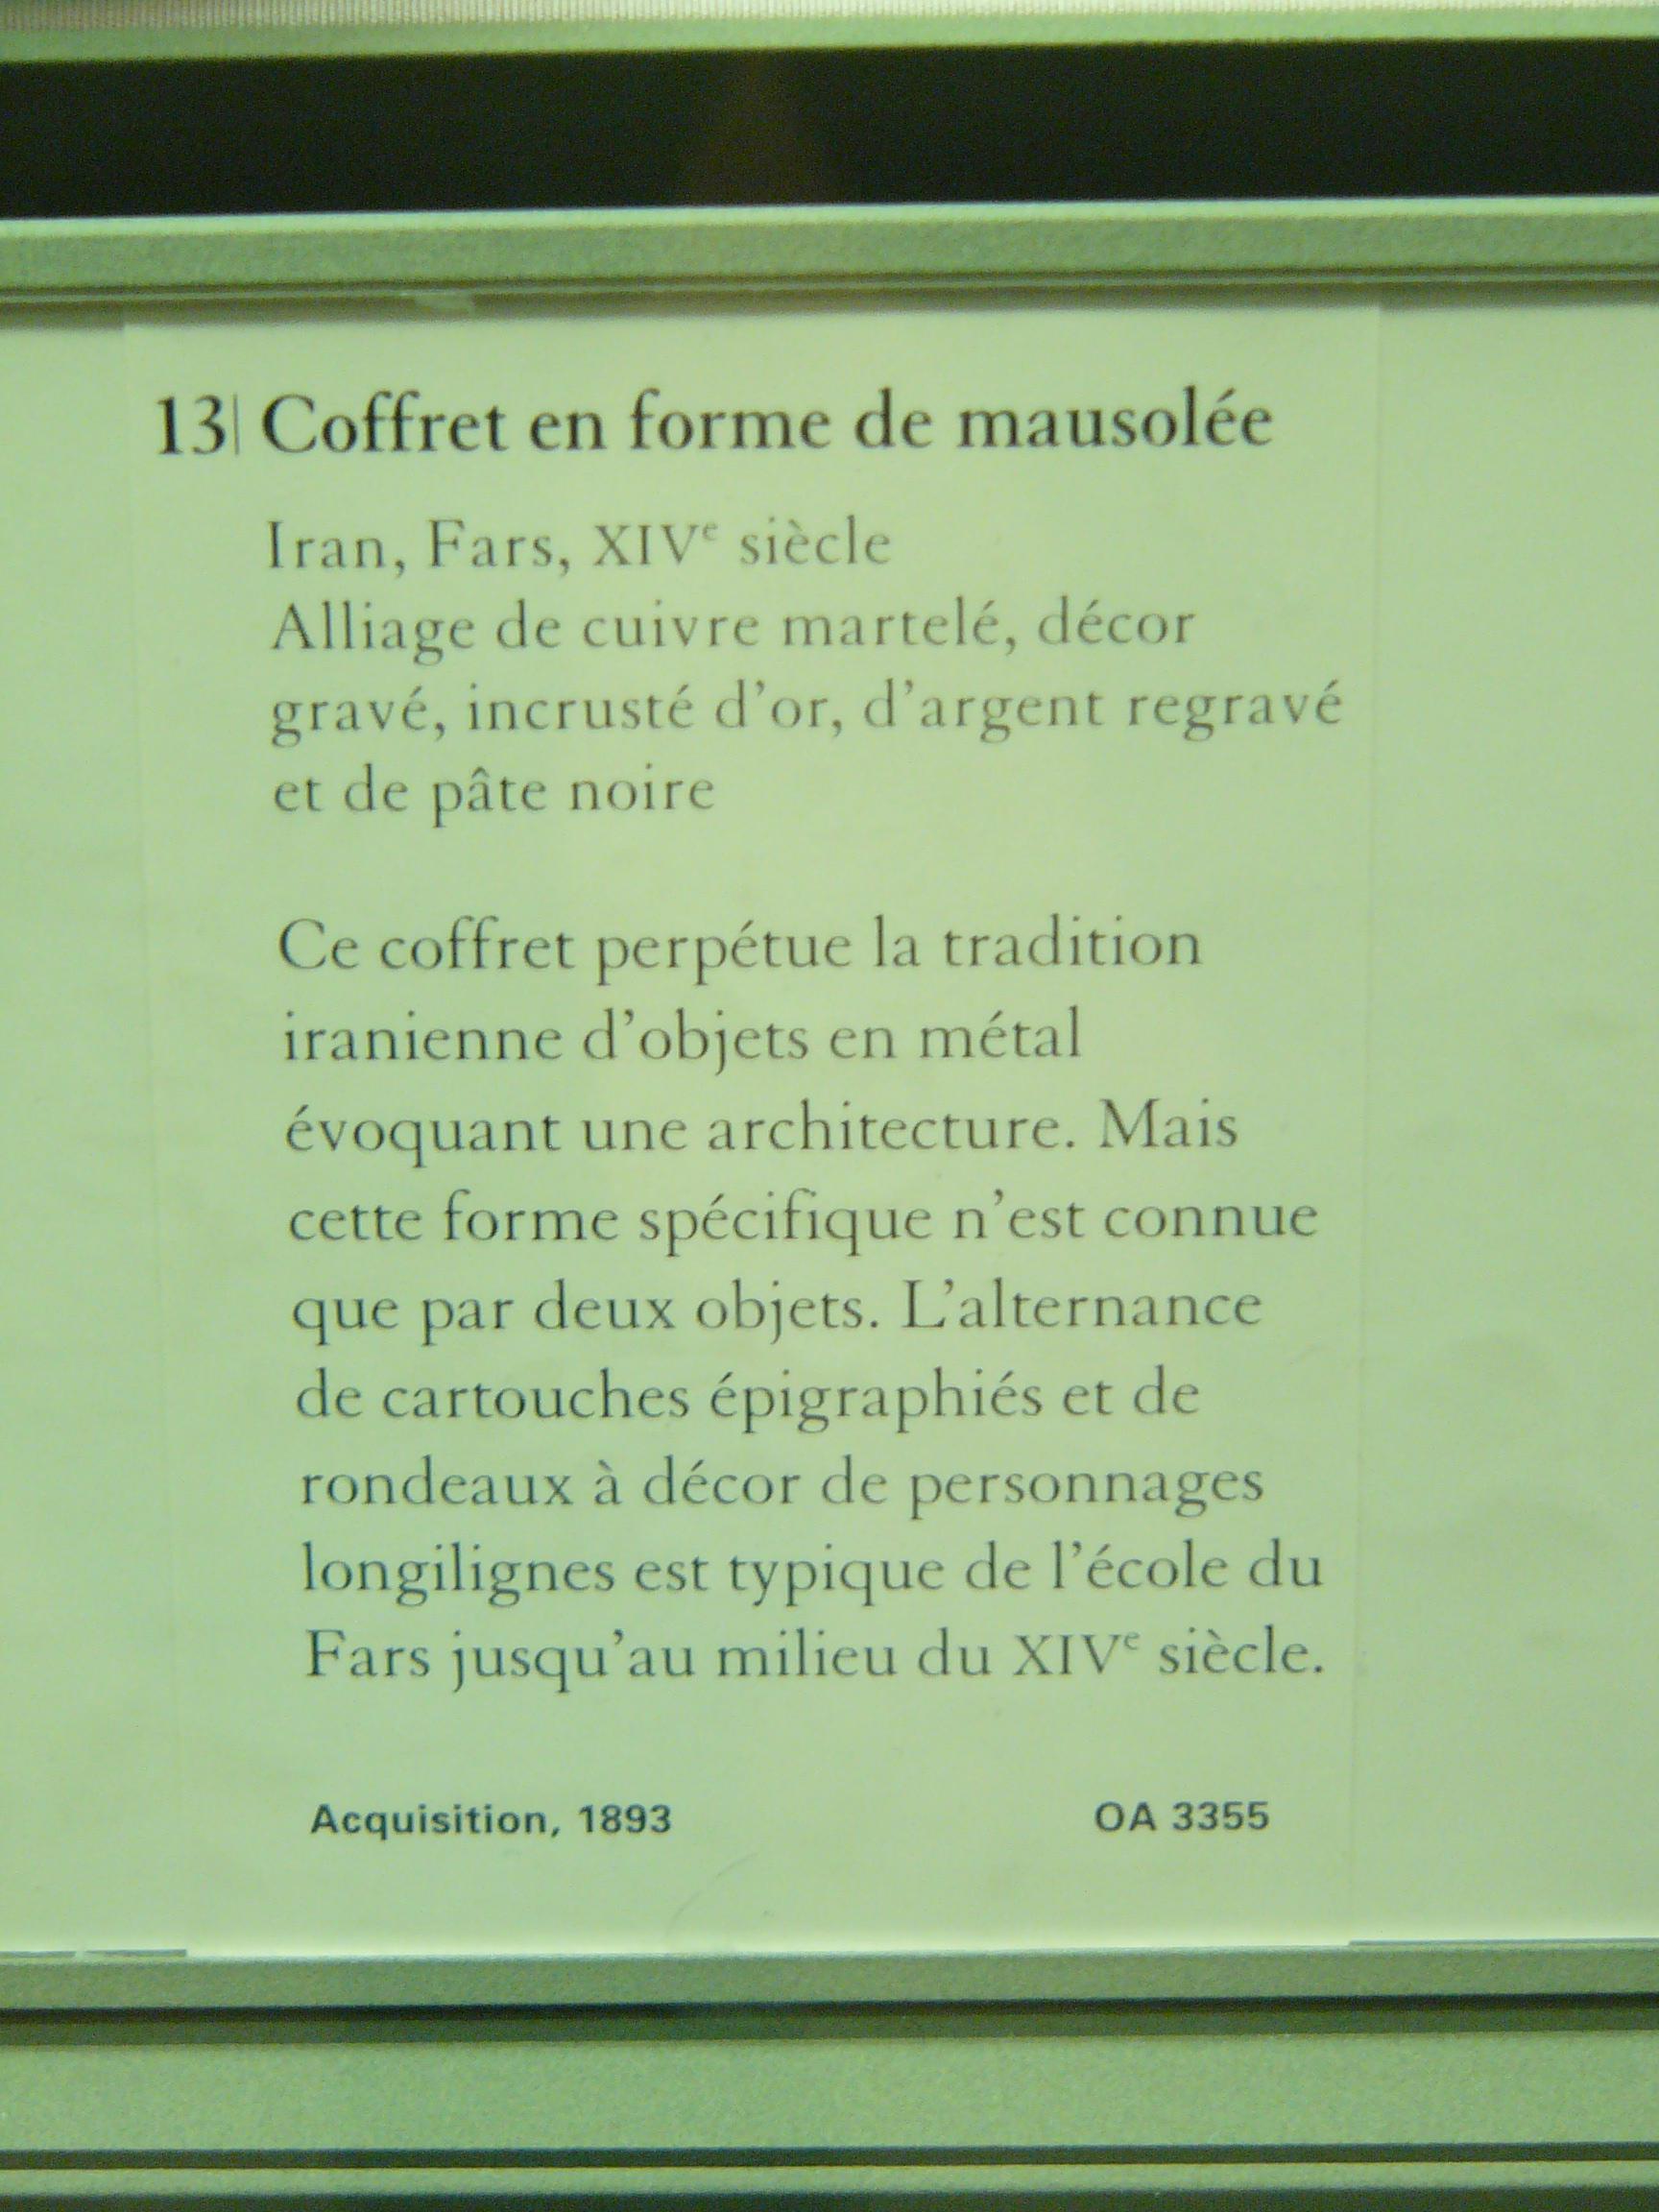 13| Coffret en forme de mausolée
Iran, Fars, XIVe siècle
Alliage de cuivre martelé, décor
gravé, incrusté d'or, d'argent regravé
et de pâte noire
Ce coffret perpétue la tradition
iranienne d'objets en métal
évoquant une architecture. Mais
cette forme spécifique n'est connue
que par deux objets. L'alternance
de cartouches épigraphiés et de
rondeaux à décor de personnages
longilignes est typique de l'école du
Fars jusqu'au milieu du XIVe siècle.
Acquisition, 1893 OA 3355